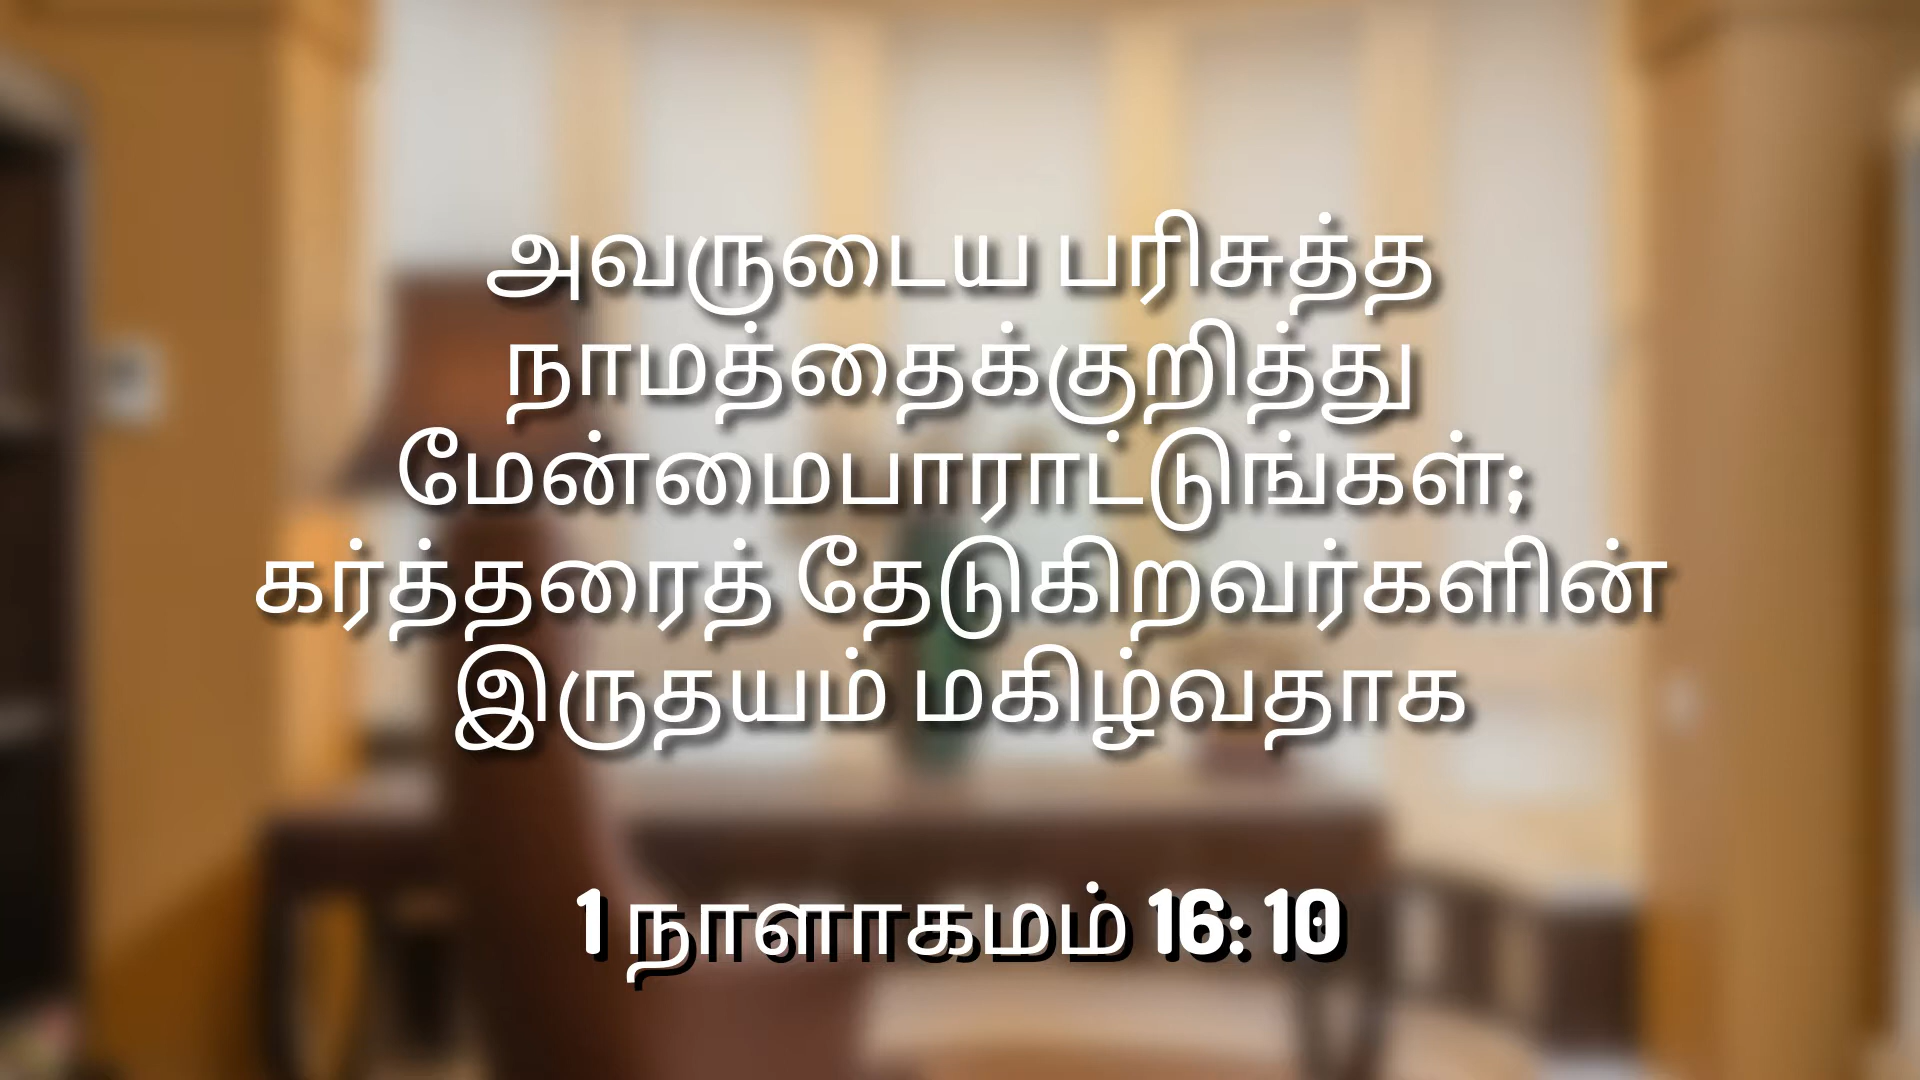 அவருடைய பரிசுத்த
நாமத்தைக்குறித்து
மேன்மைபாராட்டுங்கள்;
கர்த்தரைத் தேடுகிறவர்களின்
இருதயம் மகிழ்வதாக
1 நாளாகமம் 16: 10